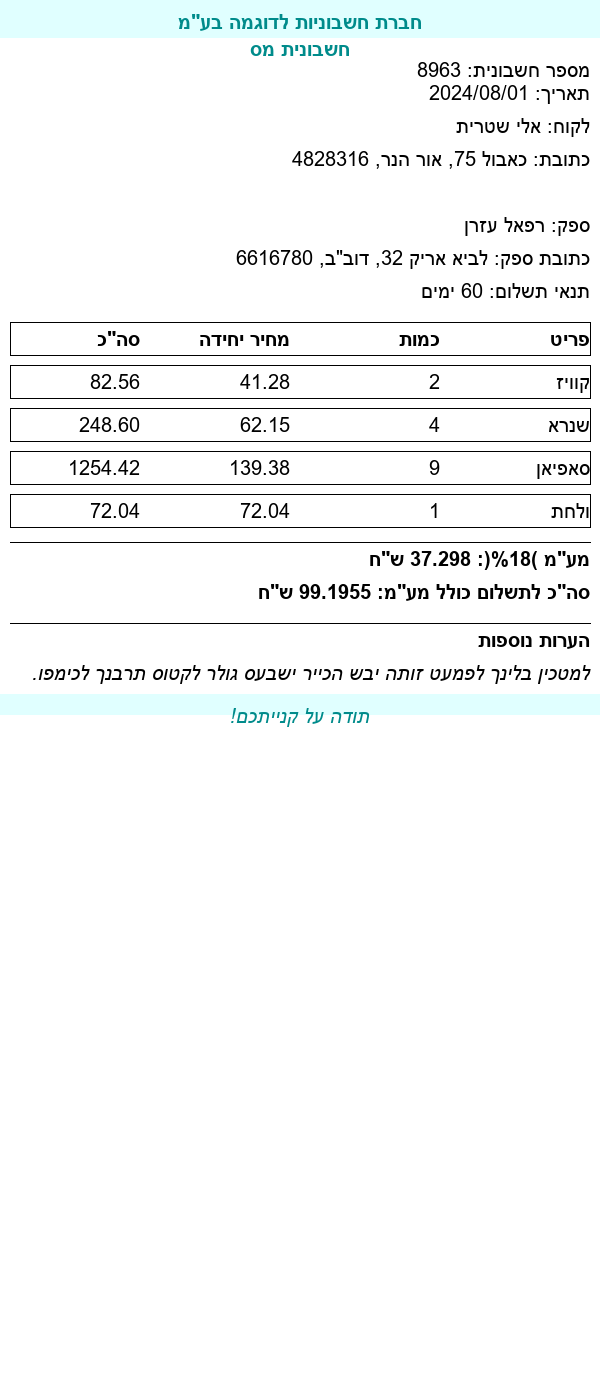 חברת חשבוניות לדוגמה בע"מ
חשבונית מס
מספר חשבונית: 8963
תאריך: 2024/08/01
לקוח: אלי שטרית
כתובת: כאבול 75, אור הנר, 4828316
ספק: רפאל עזרן
כתובת ספק: לביא אריק 32, דוב"ב, 6616780
תנאי תשלום: 60 ימים
פריט כמות מחיר יחידה סה"כ
קוויז 2 41.28 82.56
שנרא 4 62.15 248.60
סאפיאן 9 139.38 1254.42
ולחת 1 72.04 72.04
מע"מ )18%(: 37.298 ש"ח
סה"כ לתשלום כולל מע"מ: 99.1955 ש"ח
הערות נוספות
למטכין בלינך לפמעט זותה יבש הכייר ישבעס גולר לקטוס תרבנך לכימפו.
תודה על קנייתכם!